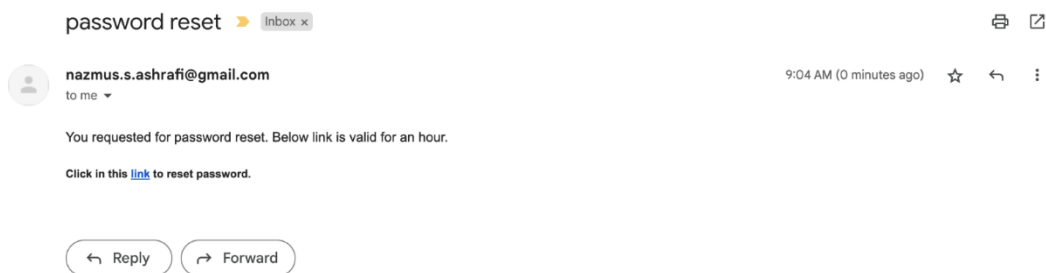 password reset Inbox x
nazmus.s.ashrafi@gmail.com 9:04 AM (0 minutes ago)
to me
You requested for password reset. Below link is valid for an hour.
Click in this link to reset password.
Reply Forward